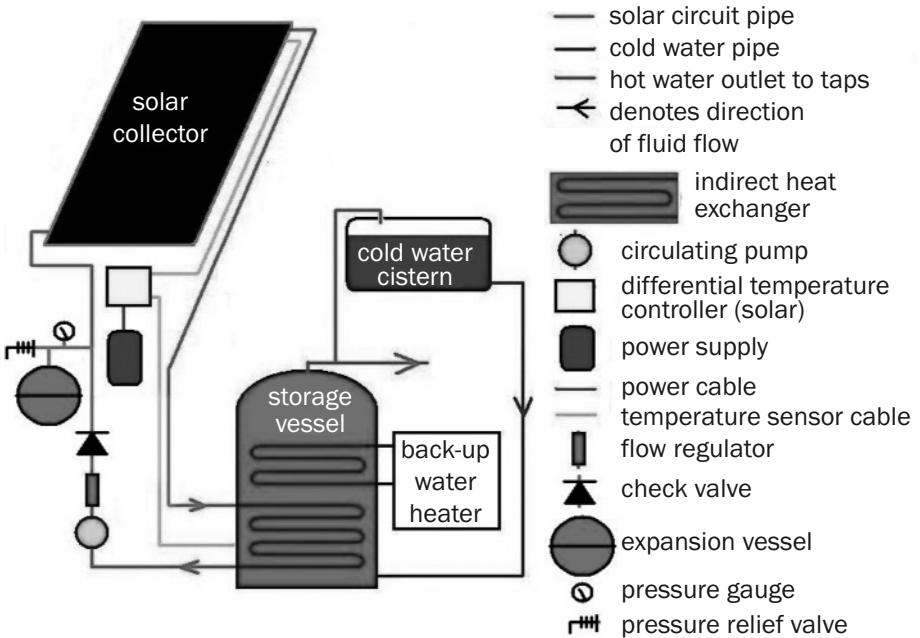 solar
collector
cold water
cistern
storage
vessel
back-up
water
heater
solar circuit pipe
cold water pipe
hot water outlet to taps
denotes direction
of fluid flow
indirect heat
exchanger
circulating pump
differential temperature
controller (solar)
power supply
power cable
temperature sensor cable
flow regulator
check valve
expansion vessel
pressure gauge
pressure relief valve